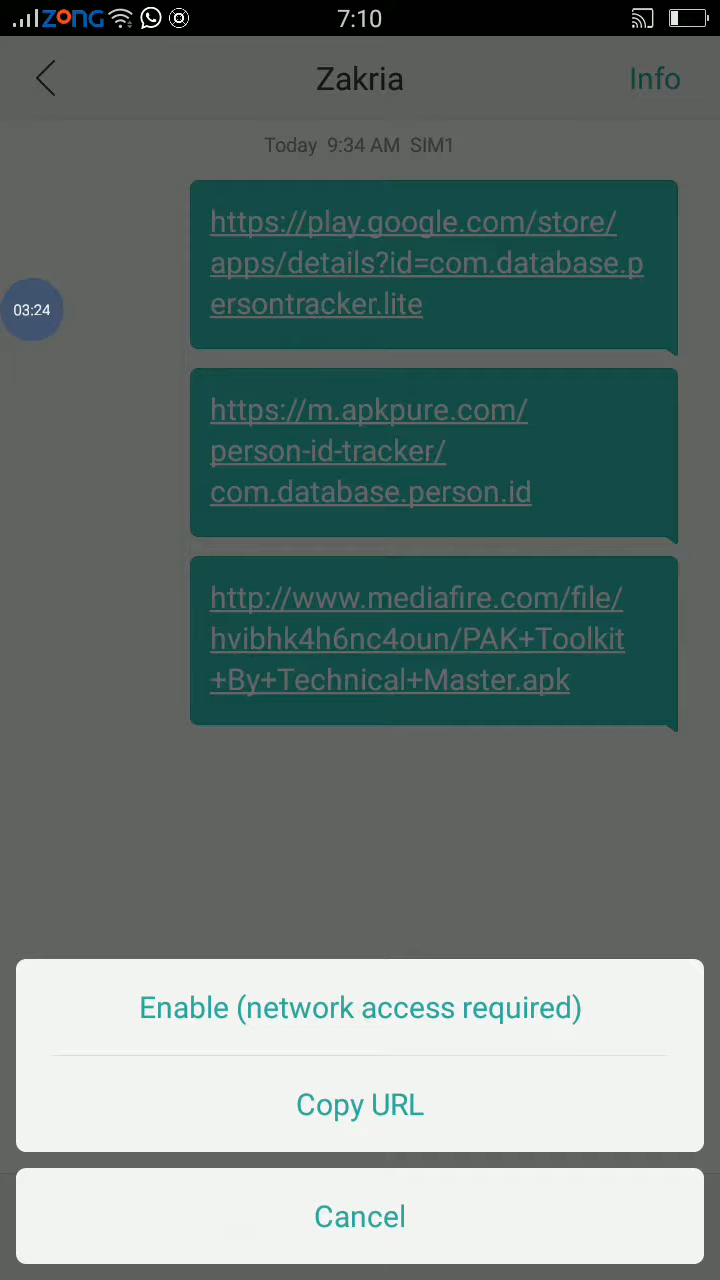 ZONG 7:10
Zakria Info
Today 9:34 AM SIM1
https://play.google.com/store/
apps/details?id=com.database.p
ersontracker.lite
03:24
https://m.apkpure.com/
person-id-tracker/
com.database.person.id
http://www.mediafire.com/file/
hvibhk4h6nc4oun/PAK+Toolkit
+By+Technical+Master.apk
Enable (network access required)
Copy URL
Cancel